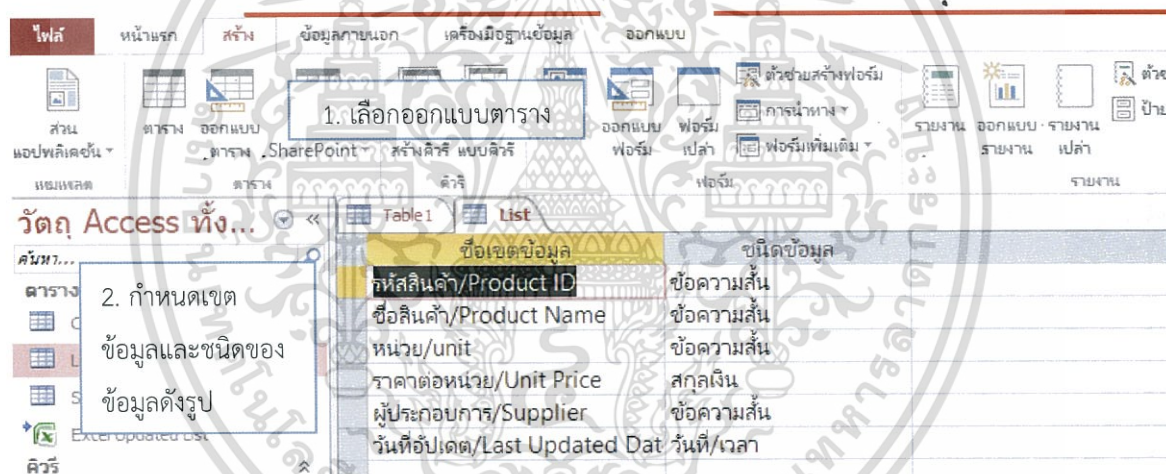 ไฟล์ หน้าแรก สร้าง ข้อมูลภายนอก เครื่องมือฐานข้อมูล ออกแบบ
ตัวช่วยสร้างฟอร์ม
การนำทาง
ฟอร์มเพิ่มเติม
ส่วน
แอปพลิเคชัน
ตาราง
ออกแบบ
ตาราง
SharePoint
สร้างคิวรี
แบบคิวรี
ออกแบบ
ฟอร์ม
ฟอร์ม
เปล่า
รายงาน
ออกแบบ
รายงาน
รายงาน
เปล่า
ตัวช
ป้าย
เทมเพลต ตาราง คิวรี ฟอร์ม รายงาน
1. เลือกออกแบบตาราง
วัตถุ Access ทั้ง...
ค้นหา...
ตาราง
คิวรี
2. กำหนดเขต
ข้อมูลและชนิดของ
ข้อมูลดังรูป
Table1 List
ชื่อเขตข้อมูล ชนิดข้อมูล
รหัสสินค้า/Product ID ข้อความสั้น
ชื่อสินค้า/Product Name ข้อความสั้น
หน่วย/unit ข้อความสั้น
ราคาต่อหน่วย/Unit Price สกุลเงิน
ผู้ประกอบการ/Supplier ข้อความสั้น
วันที่อัปเดต/Last Updated Dat วันที่/เวลา